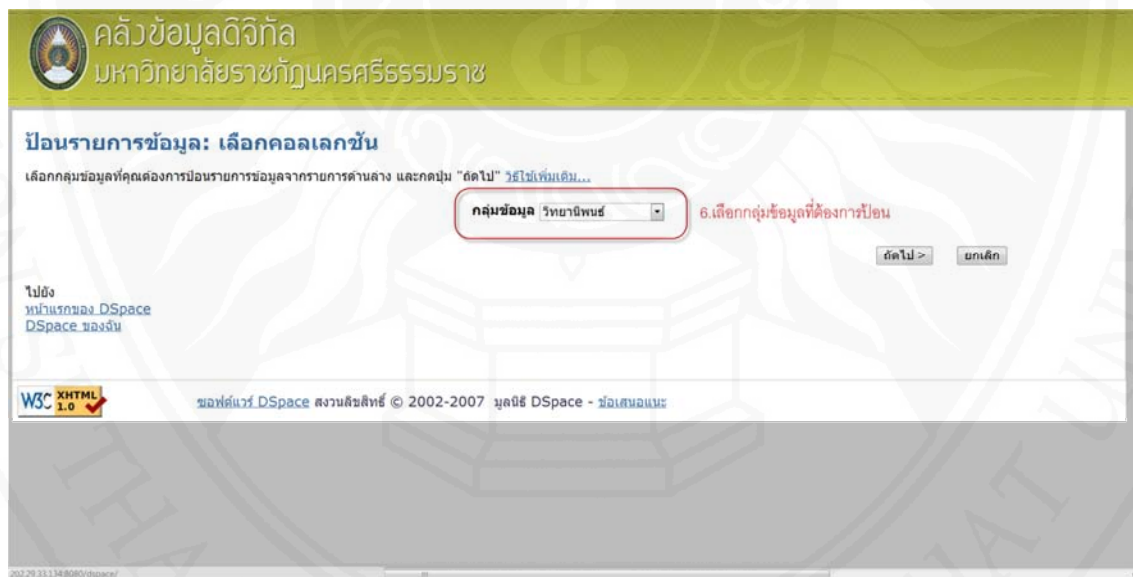 คลังข้อมูลดิจิทัล
มหาวิทยาลัยราชภัฏนครศรีธรรมราช
ป้อนรายการข้อมูล: เลือกคอลเลกชัน
เลือกกลุ่มข้อมูลที่คุณต้องการป้อนรายการข้อมูลจากรายการด้านล่าง และกดปุ่ม "ถัดไป" วิธีใช้เพิ่มเติม...
กลุ่มข้อมูล วิทยานิพนธ์
6.เลือกกลุ่มข้อมูลที่ต้องการป้อน
ถัดไป > ยกเลิก
ไปยัง
หน้าแรกของ DSpace
DSpace ของฉัน
W3C XHTML 1.0
ซอฟต์แวร์ DSpace สงวนลิขสิทธิ์ © 2002-2007 มูลนิธิ DSpace - ข้อเสนอแนะ
202.29.33.134:8080/dspace/